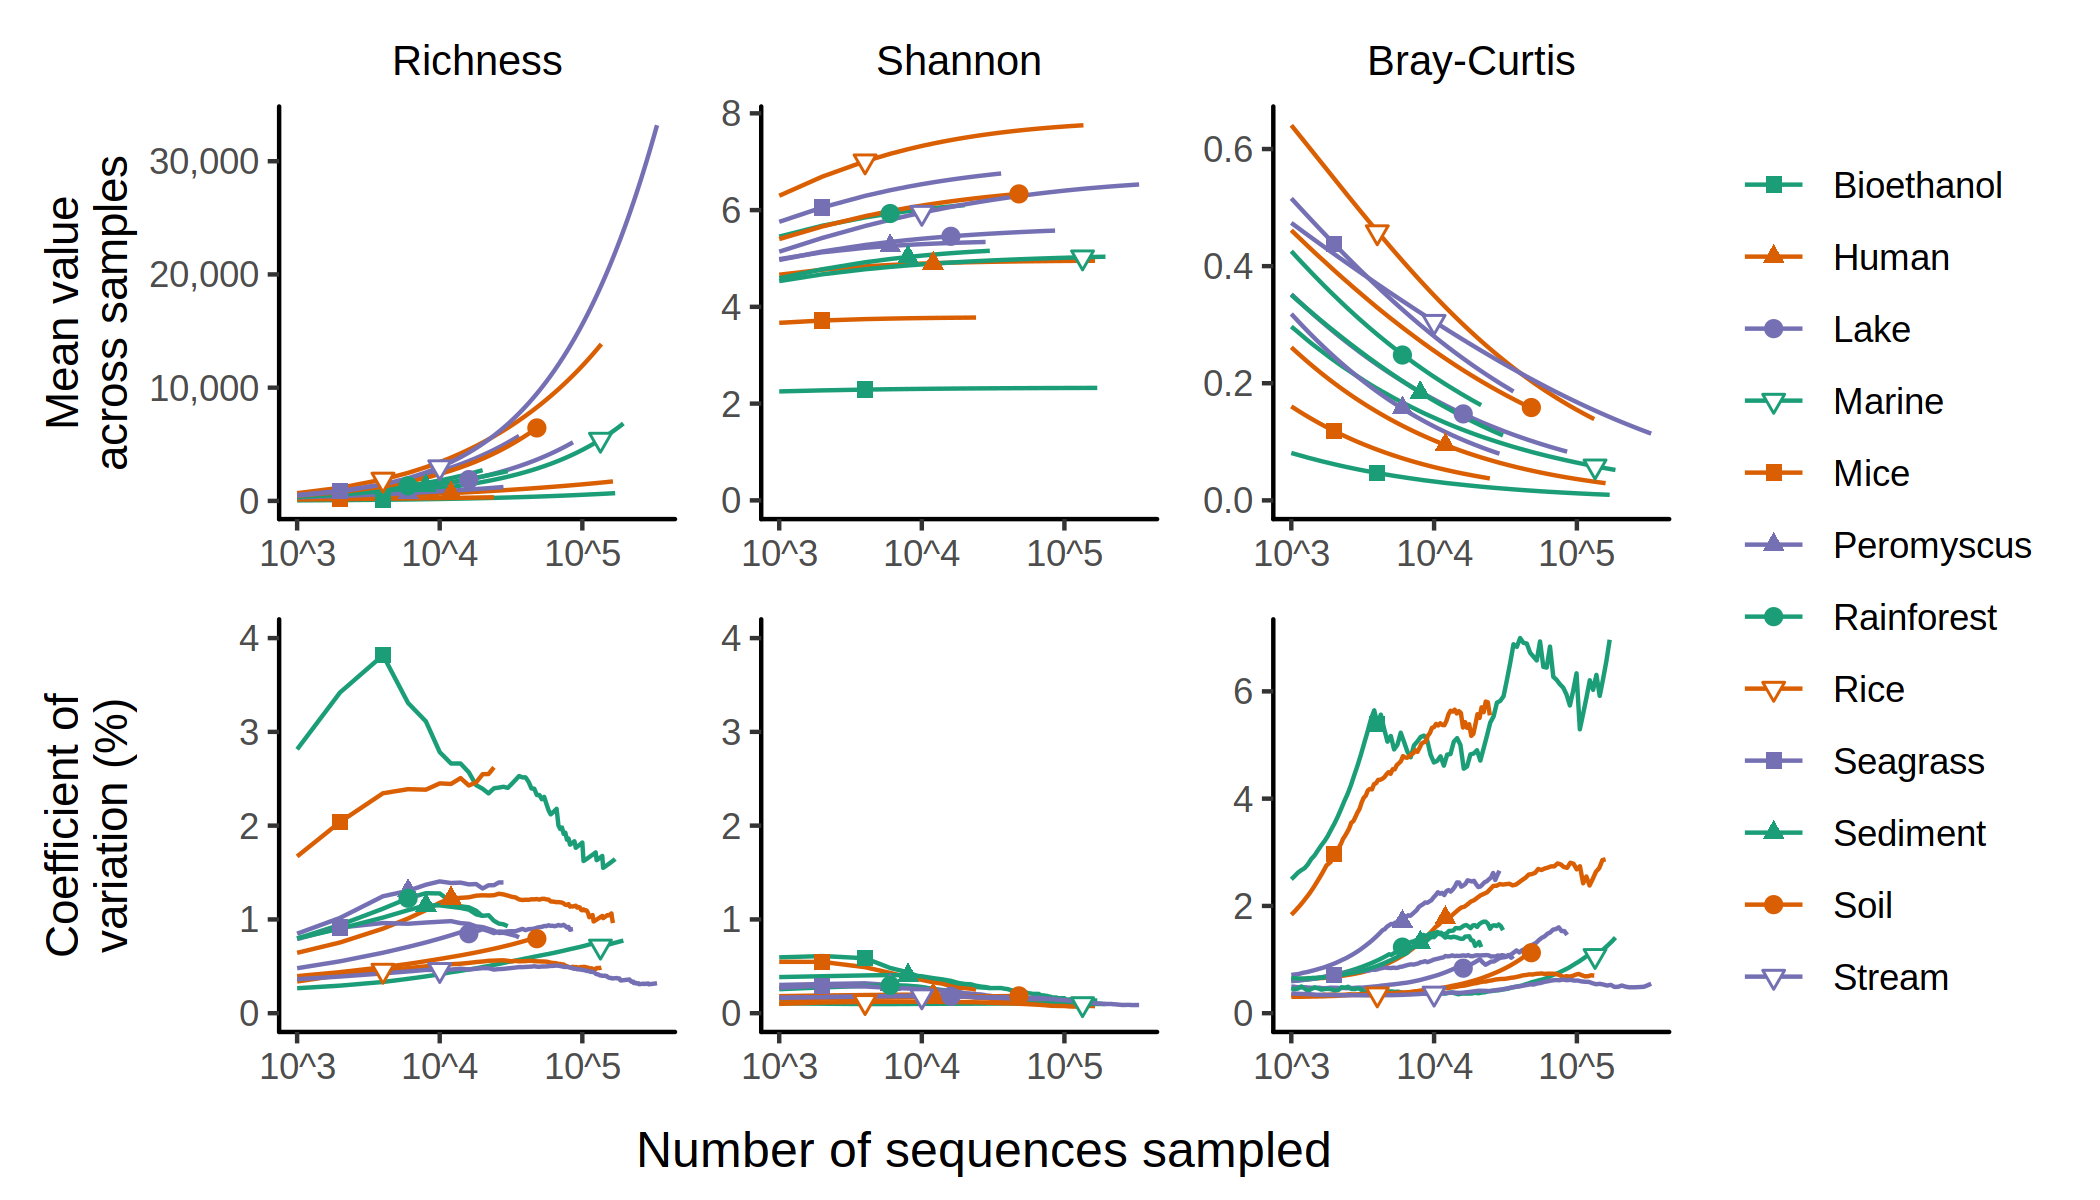 Richness
Shannon
Bray-Curtis
Mean value
across samples
30,000
20,000
10,000
0
10^3
10^4
10^5
8
6
4
2
0
10^3
10^4
10^5
0.6
0.4
0.2
0.0
10^3
10^4
10^5
Coefficient of
variation (%)
4
3
2
1
0
10^3
10^4
10^5
4
3
2
1
0
10^3
10^4
10^5
6
4
2
0
10^3
10^4
10^5
Number of sequences sampled
Bioethanol
Human
Lake
Marine
Mice
Peromyscus
Rainforest
Rice
Seagrass
Sediment
Soil
Stream